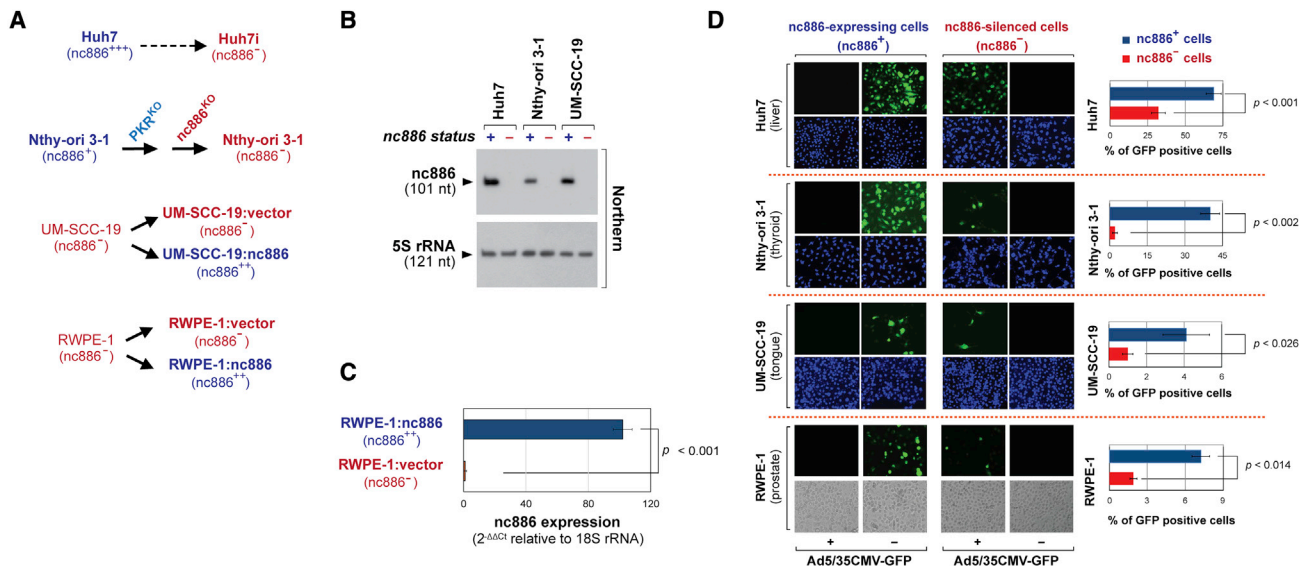 A
Huh7
(nc886+++)
Huh7i
(nc886−)
PKRKO
nc886KO
Nthy-ori 3-1
(nc886+)
Nthy-ori 3-1
(nc886−)
UM-SCC-19
(nc886−)
UM-SCC-19:vector
(nc886−)
UM-SCC-19:nc886
(nc886++)
RWPE-1
(nc886−)
RWPE-1:vector
(nc886−)
RWPE-1:nc886
(nc886++)
B
Huh7
Nthy-ori 3-1
UM-SCC-19
nc886 status + − + − + −
nc886
(101 nt)
5S rRNA
(121 nt)
Northern
C
RWPE-1:nc886
(nc886++)
RWPE-1:vector
(nc886−)
p < 0.001
0 40 80 120
nc886 expression
(2-ΔΔCt relative to 18S rRNA)
D
nc886-expressing cells
(nc886+)
nc886-silenced cells
(nc886−)
nc886+ cells
nc886− cells
Huh7
(liver)
Huh7
p < 0.001
0 25 50 75
% of GFP positive cells
Nthy-ori 3-1
(thyroid)
Nthy-ori 3-1
p < 0.002
0 15 30 45
% of GFP positive cells
UM-SCC-19
(tongue)
UM-SCC-19
p < 0.026
0 2 4 6
% of GFP positive cells
RWPE-1
(prostate)
RWPE-1
p < 0.014
0 3 6 9
% of GFP positive cells
+ − + −
Ad5/35CMV-GFP
Ad5/35CMV-GFP